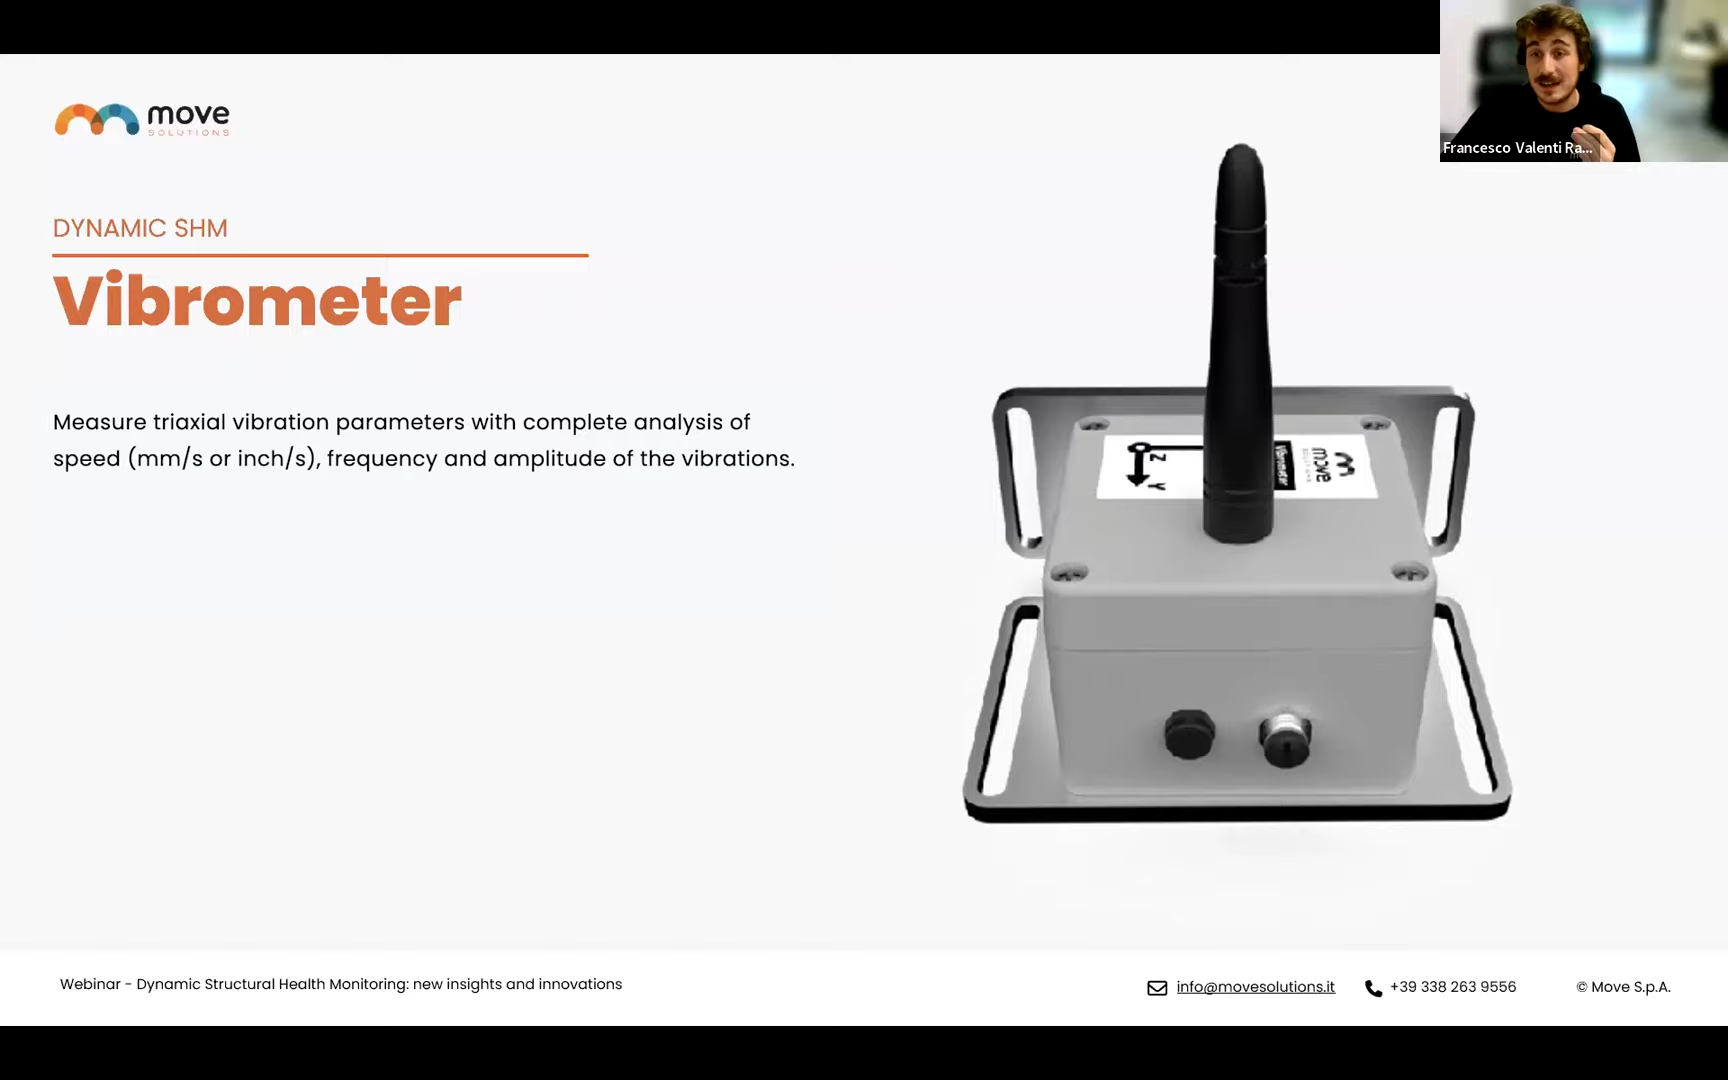 move
SOLUTIONS
Francesco Valenti Ra...
DYNAMIC SHM
Vibrometer
Measure triaxial vibration parameters with complete analysis of
speed (mm/s or inch/s), frequency and amplitude of the vibrations.
Z
Y
Vibrometer
move
Webinar - Dynamic Structural Health Monitoring: new insights and innovations
info@movesolutions.it
+39 338 263 9556
© Move S.p.A.